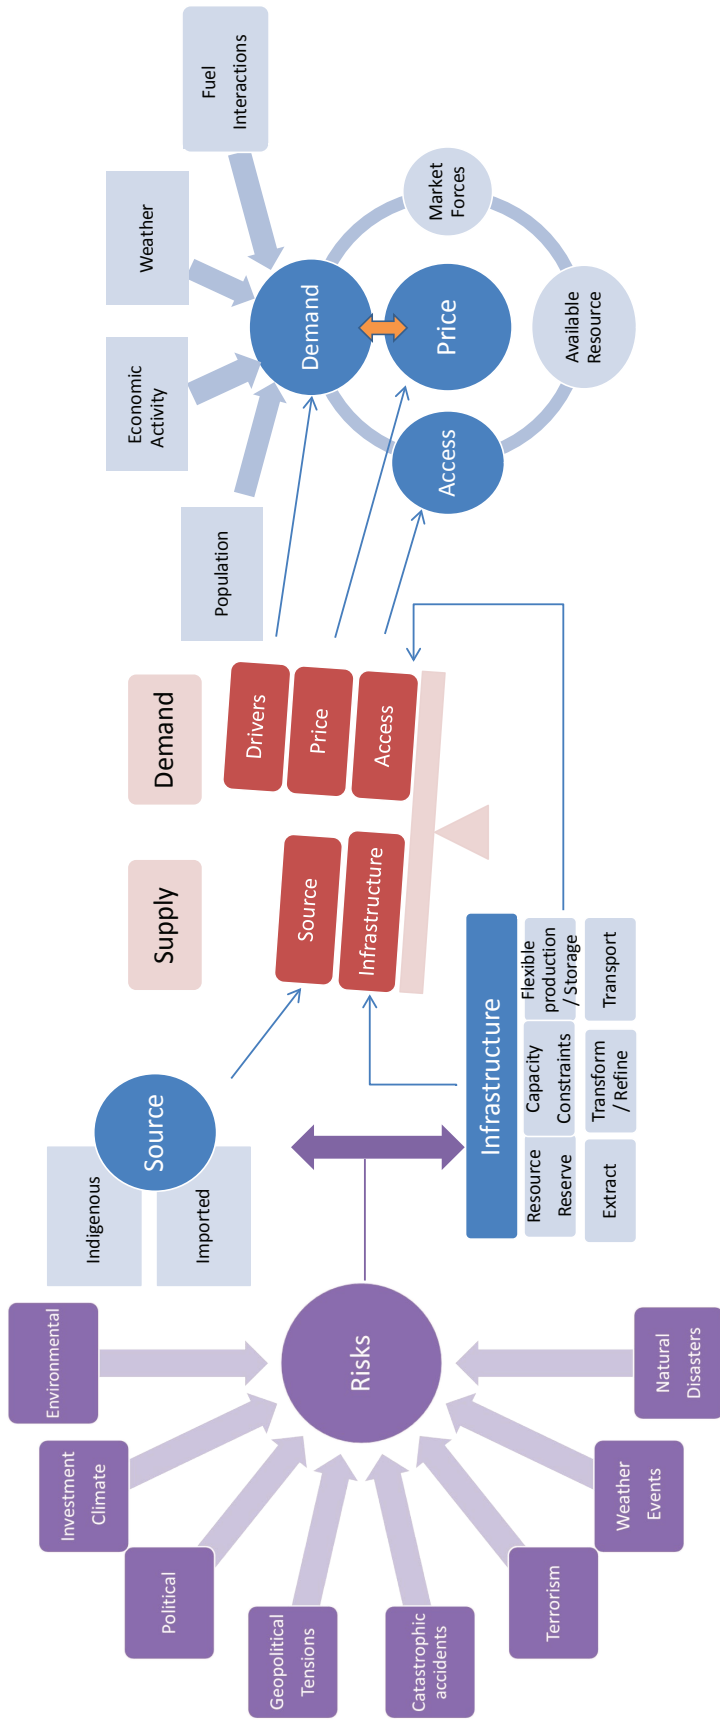 Environmental
Investment
Climate
Political
Geopolitical
Tensions
Catastrophic
accidents
Terrorism
Weather
Events
Natural
Disasters
Risks
Indigenous
Imported
Source
Infrastructure
Resource
Reserve
Capacity
Constraints
Flexible
production
/ Storage
Extract
Transform
/ Refine
Transport
Supply
Demand
Source
Infrastructure
Drivers
Price
Access
Population
Economic
Activity
Weather
Fuel
Interactions
Demand
Price
Access
Market
Forces
Available
Resource